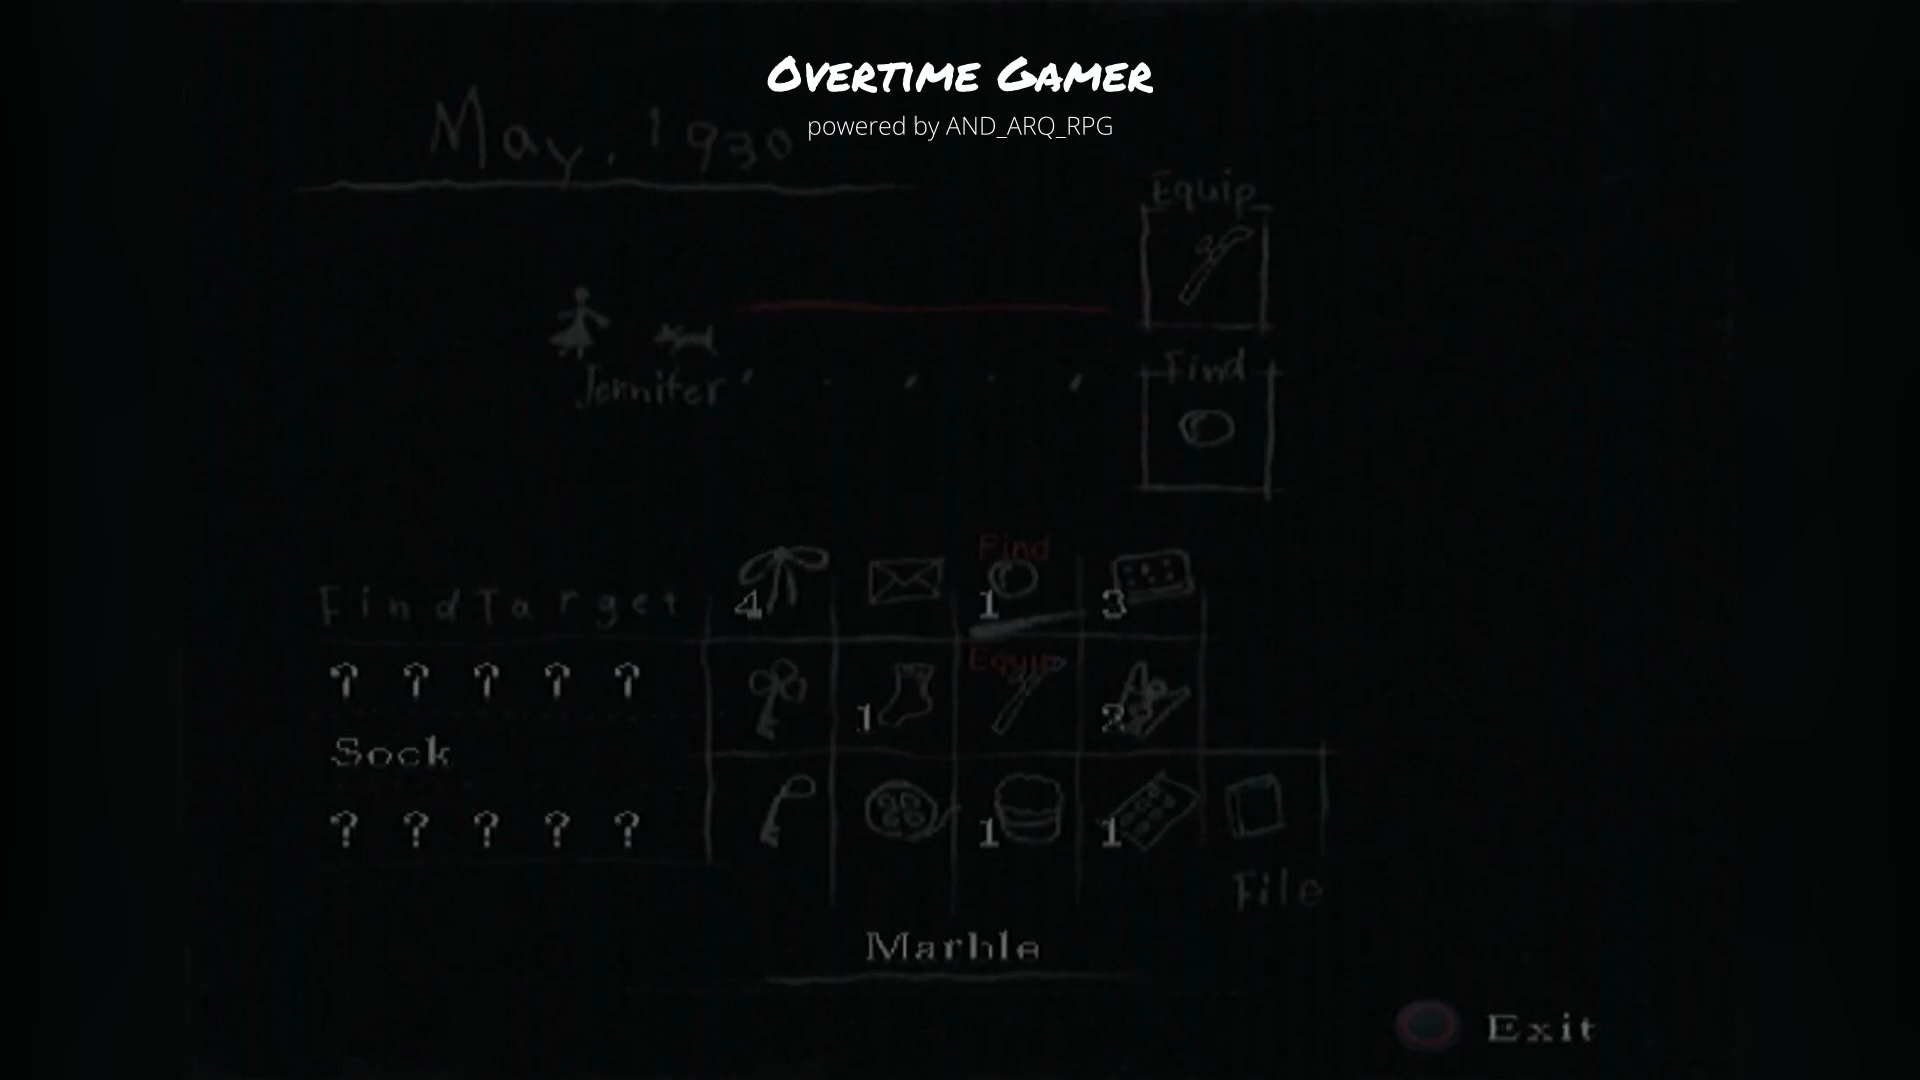 Overtime Gamer
powered by AND_ARQ_RPG
May, 1930
Equip
Jennifer
Find
Find
FindTarget
4 1 3
Equip
? ? ? ? ?
1 2
Sock
? ? ? ? ?
1 1
File
Marble
Exit